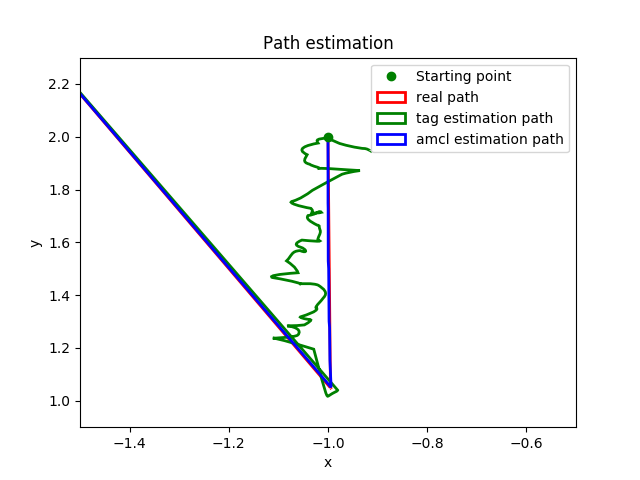 Path estimation
Starting point
real path
tag estimation path
amcl estimation path
2.2
2.0
1.8
1.6
1.4
1.2
1.0
y
−1.4 −1.2 −1.0 −0.8 −0.6
x